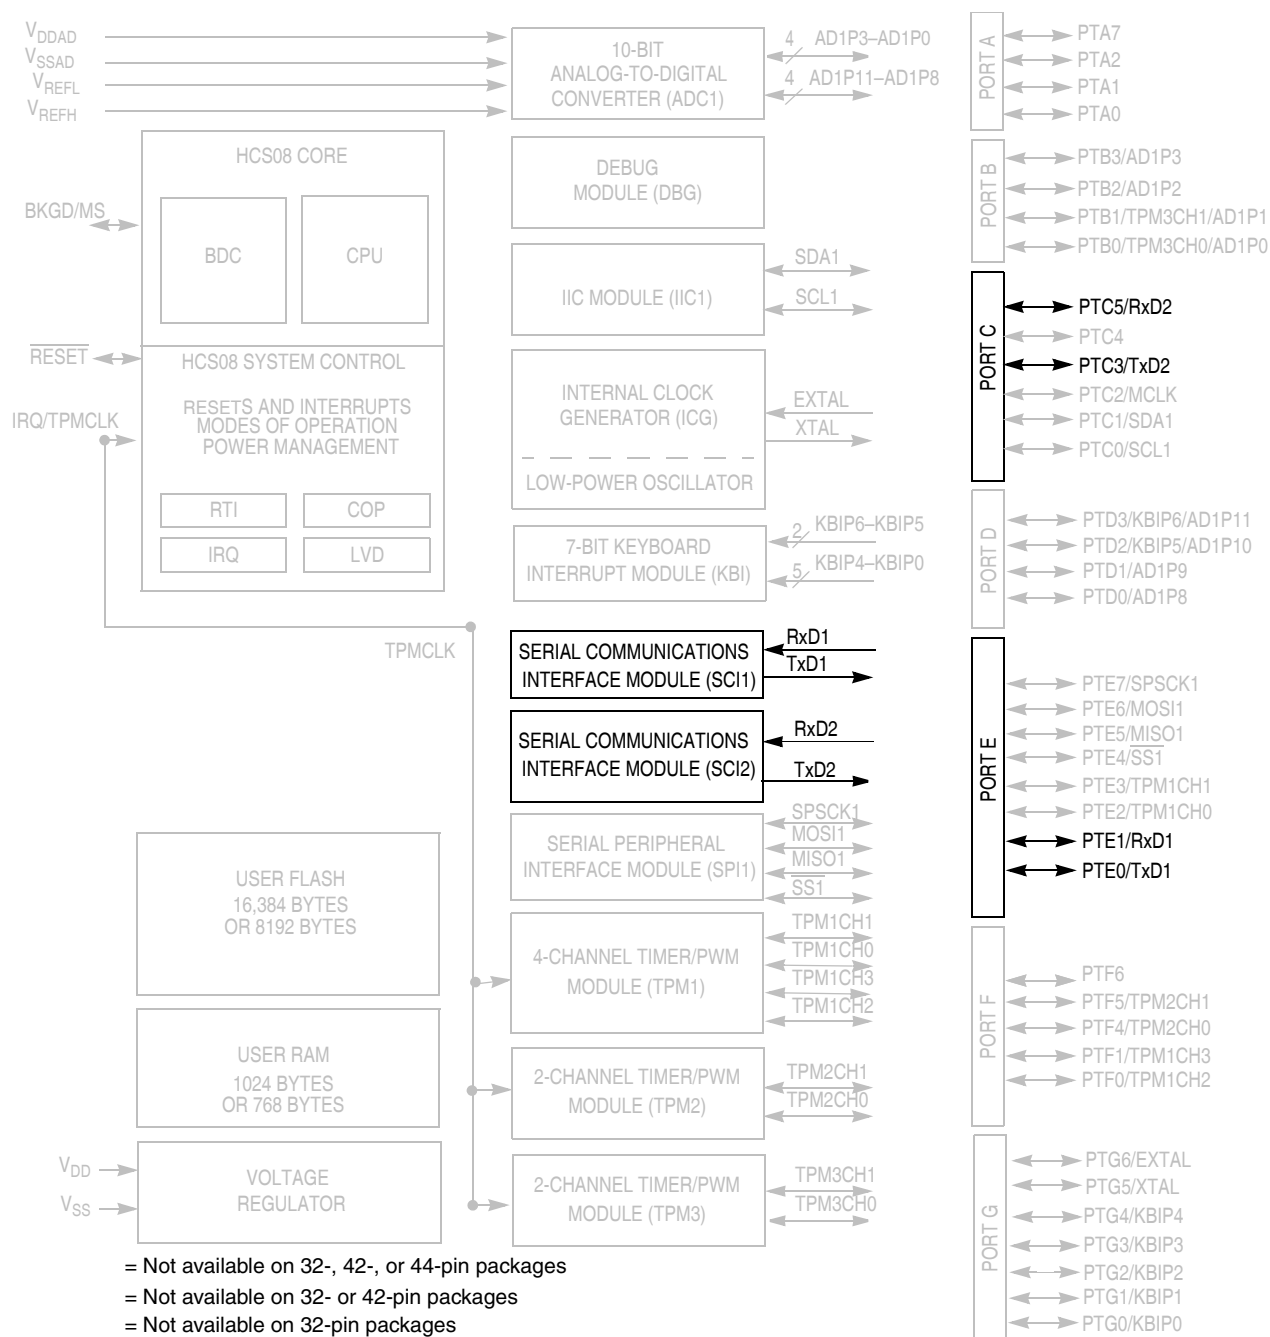 VDDAD
VSSAD
VREFL
VREFH
10-BIT
ANALOG-TO-DIGITAL
CONVERTER (ADC1)
4 AD1P3–AD1P0
4 AD1P11–AD1P8
HCS08 CORE
BDC
CPU
BKGD/MS
RESET
IRQ/TPMCLK
HCS08 SYSTEM CONTROL
RESETS AND INTERRUPTS
MODES OF OPERATION
POWER MANAGEMENT
RTI
COP
IRQ
LVD
TPMCLK
DEBUG
MODULE (DBG)
IIC MODULE (IIC1)
SDA1
SCL1
INTERNAL CLOCK
GENERATOR (ICG)
LOW-POWER OSCILLATOR
EXTAL
XTAL
7-BIT KEYBOARD
INTERRUPT MODULE (KBI)
2 KBIP6–KBIP5
5 KBIP4–KBIP0
SERIAL COMMUNICATIONS
INTERFACE MODULE (SCI1)
RxD1
TxD1
SERIAL COMMUNICATIONS
INTERFACE MODULE (SCI2)
RxD2
TxD2
SERIAL PERIPHERAL
INTERFACE MODULE (SPI1)
SPSCK1
MOSI1
MISO1
SS1
4-CHANNEL TIMER/PWM
MODULE (TPM1)
TPM1CH1
TPM1CH0
TPM1CH3
TPM1CH2
2-CHANNEL TIMER/PWM
MODULE (TPM2)
TPM2CH1
TPM2CH0
2-CHANNEL TIMER/PWM
MODULE (TPM3)
TPM3CH1
TPM3CH0
USER FLASH
16,384 BYTES
OR 8192 BYTES
USER RAM
1024 BYTES
OR 768 BYTES
VDD
VSS
VOLTAGE
REGULATOR
PORT A
PTA7
PTA2
PTA1
PTA0
PORT B
PTB3/AD1P3
PTB2/AD1P2
PTB1/TPM3CH1/AD1P1
PTB0/TPM3CH0/AD1P0
PORT C
PTC5/RxD2
PTC4
PTC3/TxD2
PTC2/MCLK
PTC1/SDA1
PTC0/SCL1
PORT D
PTD3/KBIP6/AD1P11
PTD2/KBIP5/AD1P10
PTD1/AD1P9
PTD0/AD1P8
PORT E
PTE7/SPSCK1
PTE6/MOSI1
PTE5/MISO1
PTE4/SS1
PTE3/TPM1CH1
PTE2/TPM1CH0
PTE1/RxD1
PTE0/TxD1
PORT F
PTF6
PTF5/TPM2CH1
PTF4/TPM2CH0
PTF1/TPM1CH3
PTF0/TPM1CH2
PORT G
PTG6/EXTAL
PTG5/XTAL
PTG4/KBIP4
PTG3/KBIP3
PTG2/KBIP2
PTG1/KBIP1
PTG0/KBIP0
= Not available on 32-, 42-, or 44-pin packages
= Not available on 32- or 42-pin packages
= Not available on 32-pin packages